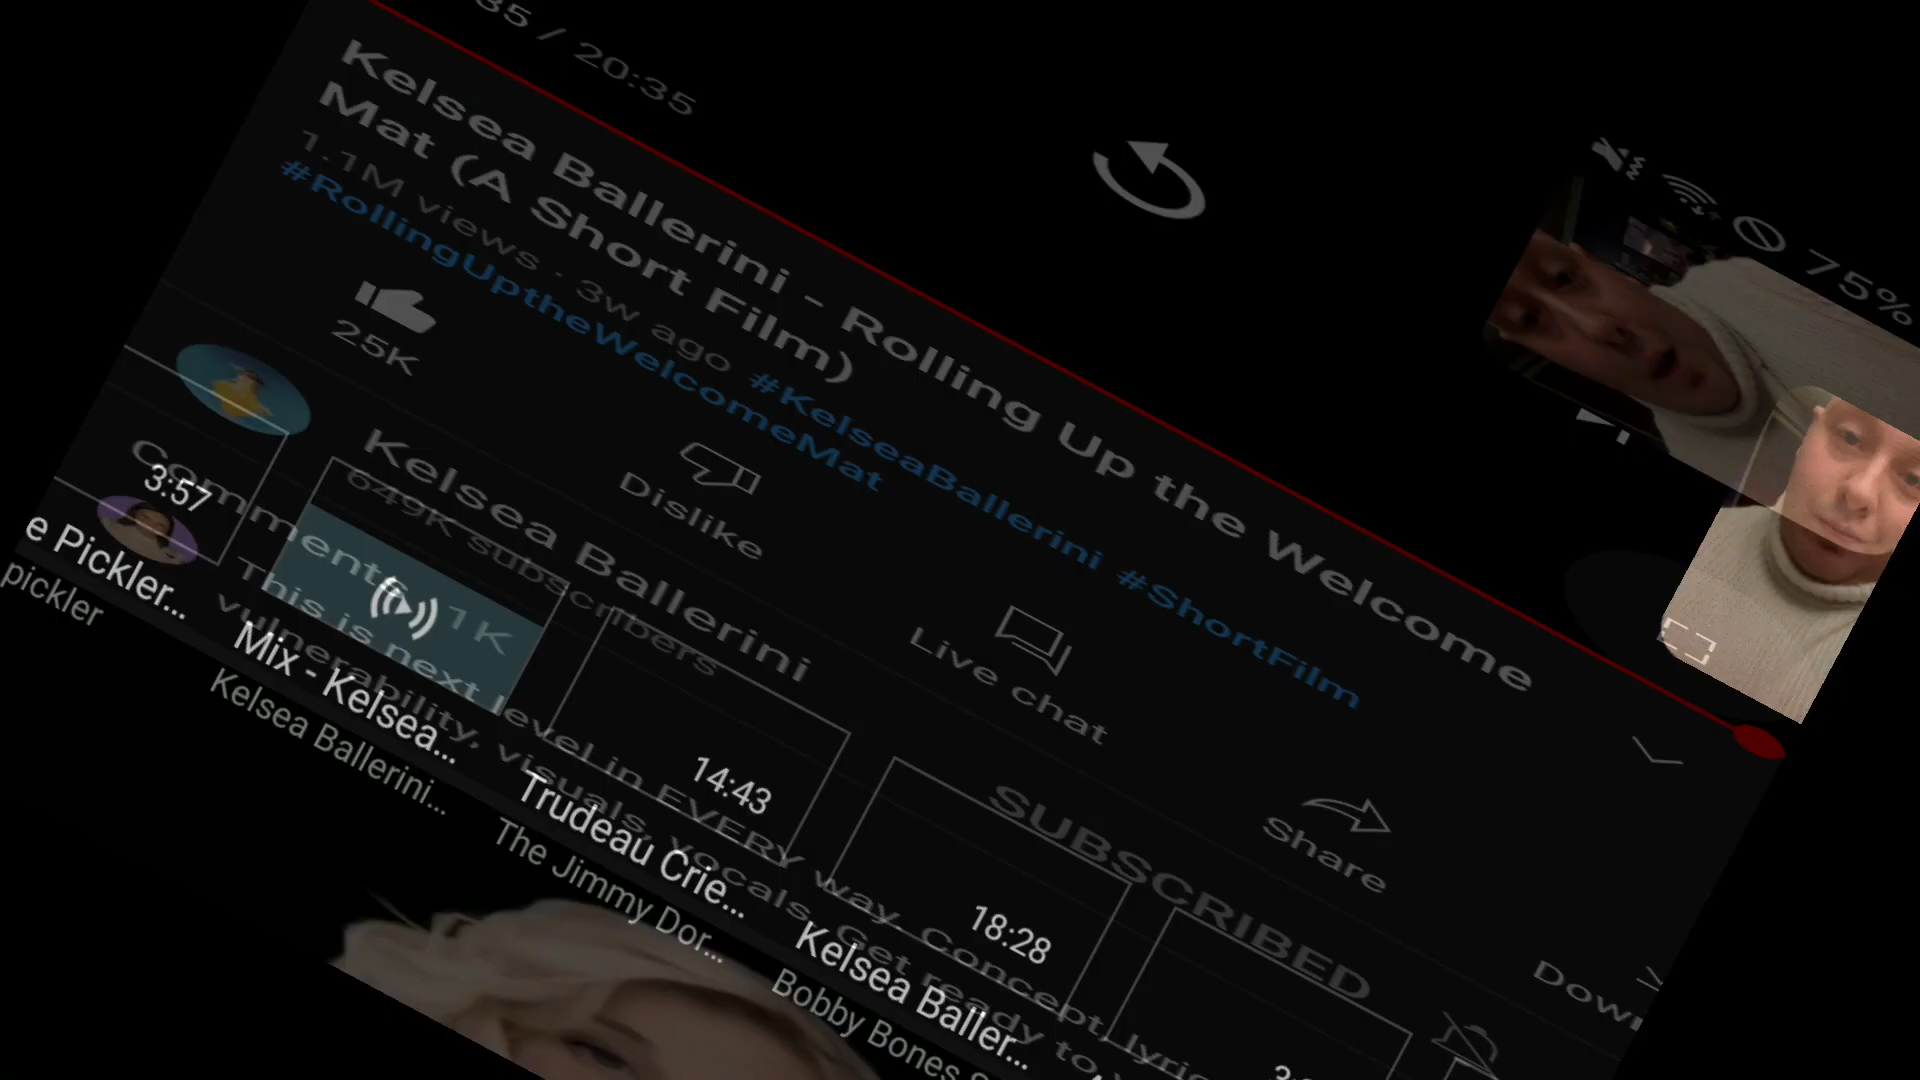 35 / 20:35
75%
Kelsea Ballerini - Rolling Up the Welcome
Mat (A Short Film)
1.1M views · 3w ago #KelseaBallerini #ShortFilm
#RollingUptheWelcomeMat
25K
Dislike
Live chat
Share
Kelsea Ballerini
649K subscribers
SUBSCRIBED
Comments 1K
This is next level in EVERY way. Concept, lyric
vulnerability, visuals, vocals. Get ready to
3:57
14:43
18:28
e Pickler...
pickler
Mix - Kelsea...
Kelsea Ballerini...
Trudeau Crie...
The Jimmy Dor...
Kelsea Baller...
Bobby Bones